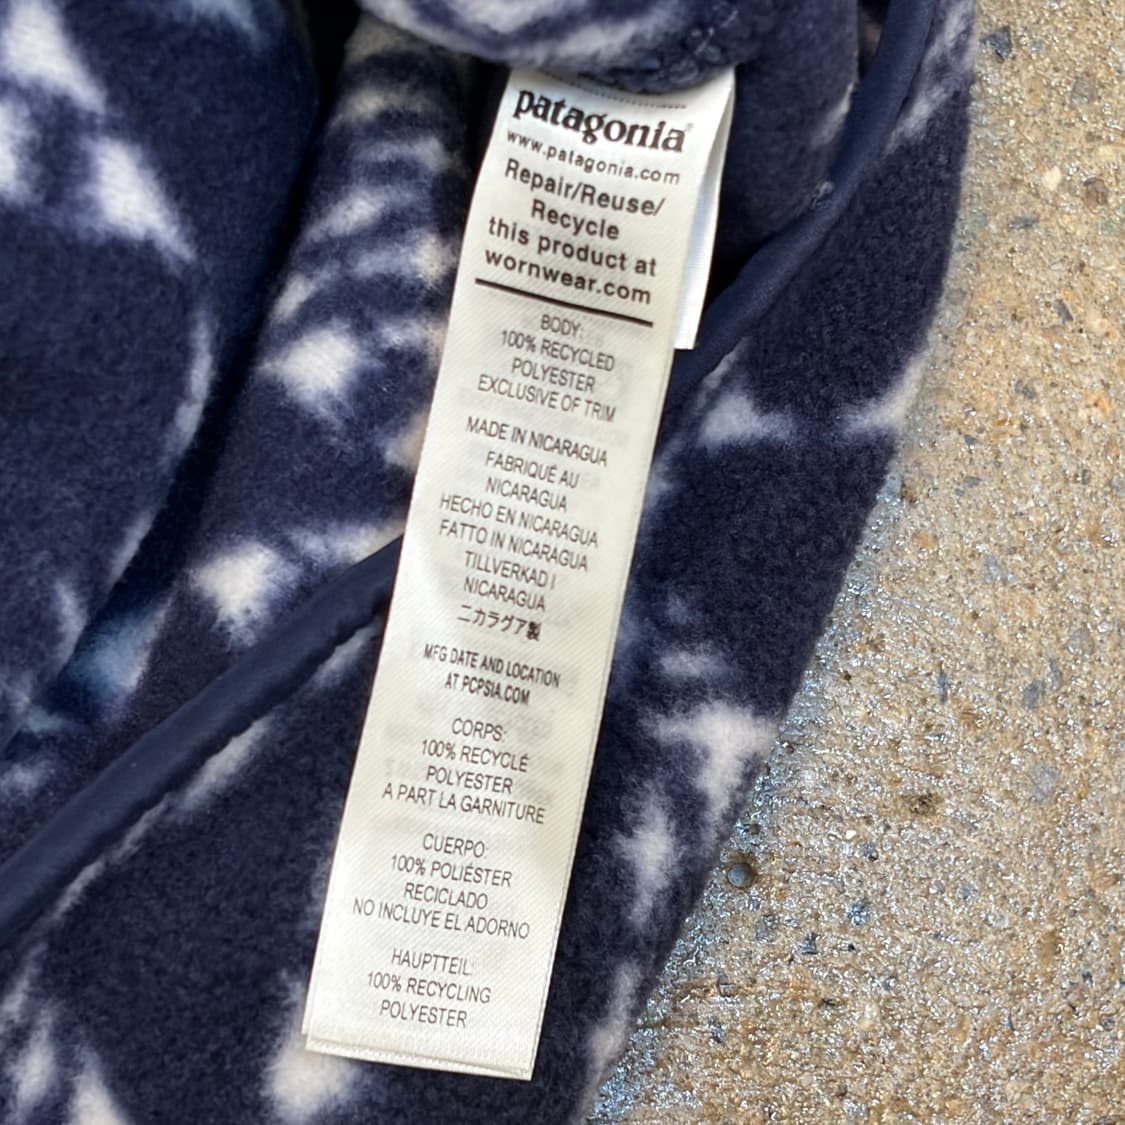 patagonia®
www.patagonia.com
Repair/Reuse/
Recycle
this product at
wornwear.com
BODY:
100% RECYCLED
POLYESTER
EXCLUSIVE OF TRIM
MADE IN NICARAGUA
FABRIQUÉ AU
NICARAGUA
HECHO EN NICARAGUA
FATTO IN NICARAGUA
TILLVERKAD I
NICARAGUA
ニカラグア製
MFG DATE AND LOCATION
AT PCPSIA.COM
CORPS:
100% RECYCLÉ
POLYESTER
À PART LA GARNITURE
CUERPO:
100% POLIÉSTER
RECICLADO
NO INCLUYE EL ADORNO
HAUPTTEIL:
100% RECYCLING
POLYESTER